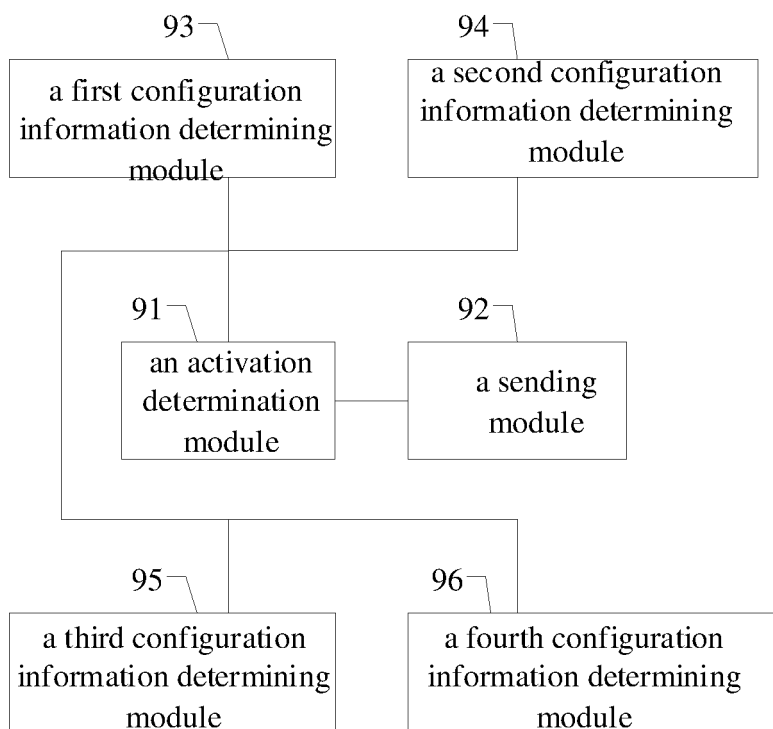 93
94
a first configuration
information determining
module
a second configuration
information determining
module
91
92
an activation
determination
module
a sending
module
95
96
a third configuration
information determining
module
a fourth configuration
information determining
module